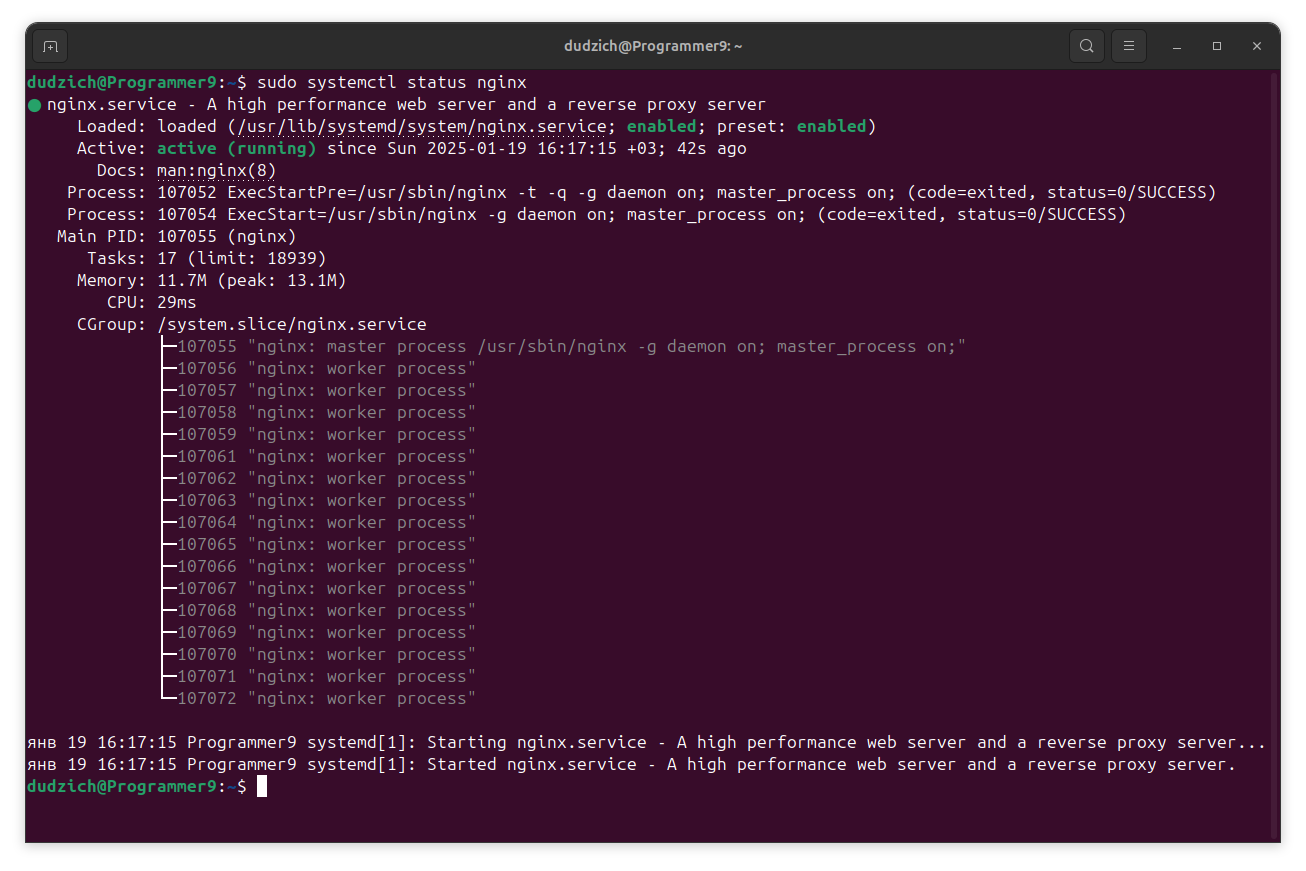 dudzich@Programmer9: ~
dudzich@Programmer9:~$ sudo systemctl status nginx
● nginx.service - A high performance web server and a reverse proxy server
     Loaded: loaded (/usr/lib/systemd/system/nginx.service; enabled; preset: enabled)
     Active: active (running) since Sun 2025-01-19 16:17:15 +03; 42s ago
       Docs: man:nginx(8)
    Process: 107052 ExecStartPre=/usr/sbin/nginx -t -q -g daemon on; master_process on; (code=exited, status=0/SUCCESS)
    Process: 107054 ExecStart=/usr/sbin/nginx -g daemon on; master_process on; (code=exited, status=0/SUCCESS)
   Main PID: 107055 (nginx)
      Tasks: 17 (limit: 18939)
     Memory: 11.7M (peak: 13.1M)
        CPU: 29ms
     CGroup: /system.slice/nginx.service
             ├─107055 "nginx: master process /usr/sbin/nginx -g daemon on; master_process on;"
             ├─107056 "nginx: worker process"
             ├─107057 "nginx: worker process"
             ├─107058 "nginx: worker process"
             ├─107059 "nginx: worker process"
             ├─107061 "nginx: worker process"
             ├─107062 "nginx: worker process"
             ├─107063 "nginx: worker process"
             ├─107064 "nginx: worker process"
             ├─107065 "nginx: worker process"
             ├─107066 "nginx: worker process"
             ├─107067 "nginx: worker process"
             ├─107068 "nginx: worker process"
             ├─107069 "nginx: worker process"
             ├─107070 "nginx: worker process"
             ├─107071 "nginx: worker process"
             └─107072 "nginx: worker process"
янв 19 16:17:15 Programmer9 systemd[1]: Starting nginx.service - A high performance web server and a reverse proxy server...
янв 19 16:17:15 Programmer9 systemd[1]: Started nginx.service - A high performance web server and a reverse proxy server.
dudzich@Programmer9:~$